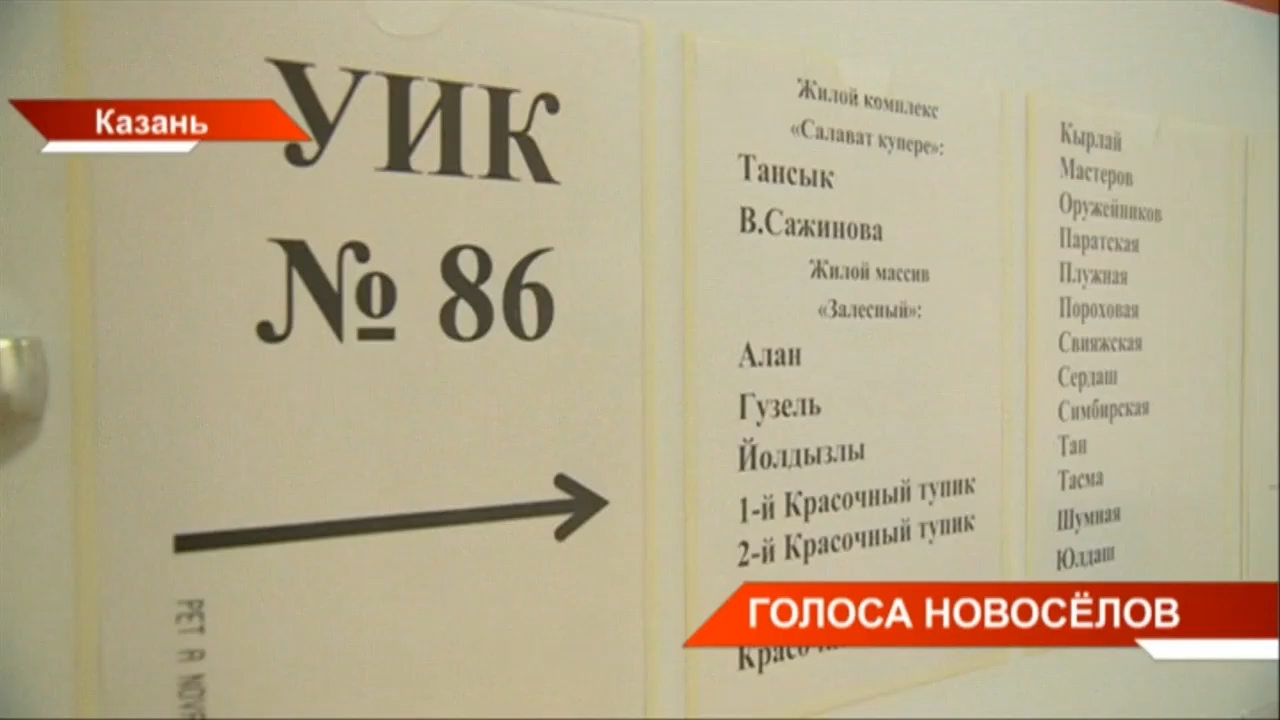 Казань
УИК
№ 86
Жилой комплекс
«Салават купере»:
Тансык
В.Сажинова
Жилой массив
«Залесный»:
Алан
Гузель
Йолдызлы
1-й Красочный тупик
2-й Красочный тупик
Кырлай
Мастеров
Оружейников
Паратская
Плужная
Пороховая
Свияжская
Сердаш
Симбирская
Тан
Тасма
Шумная
Юлдаш
ГОЛОСА НОВОСЁЛОВ